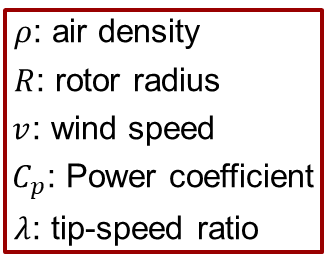 ρ: air density
R: rotor radius
v: wind speed
Cₚ: Power coefficient
λ: tip-speed ratio